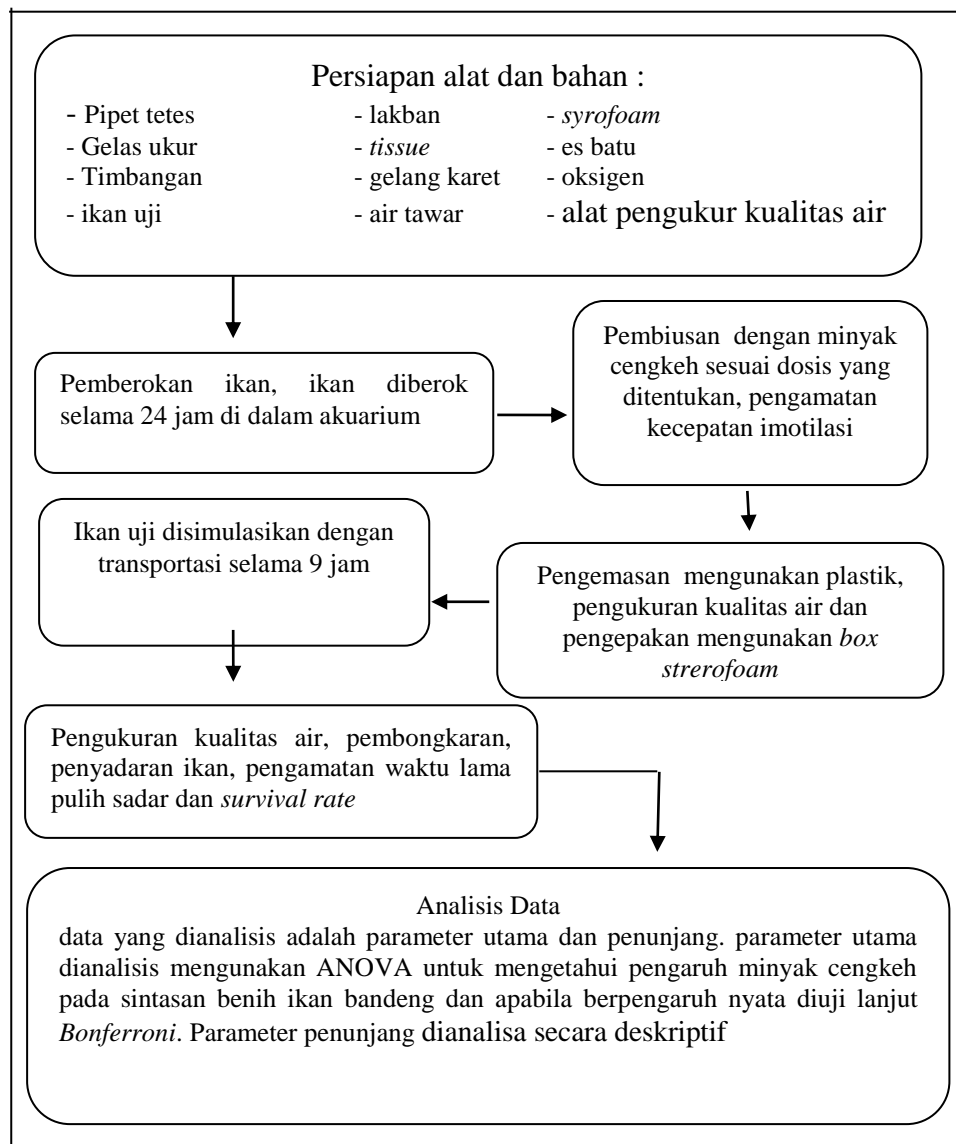 Persiapan alat dan bahan :
- Pipet tetes - lakban - syrofoam
- Gelas ukur - tissue - es batu
- Timbangan - gelang karet - oksigen
- ikan uji - air tawar - alat pengukur kualitas air
Pemberokan ikan, ikan diberok
selama 24 jam di dalam akuarium
Pembiusan dengan minyak
cengkeh sesuai dosis yang
ditentukan, pengamatan
kecepatan imotilasi
Pengemasan mengunakan plastik,
pengukuran kualitas air dan
pengepakan mengunakan box
strerofoam
Ikan uji disimulasikan dengan
transportasi selama 9 jam
Pengukuran kualitas air, pembongkaran,
penyadaran ikan, pengamatan waktu lama
pulih sadar dan survival rate
Analisis Data
data yang dianalisis adalah parameter utama dan penunjang. parameter utama
dianalisis mengunakan ANOVA untuk mengetahui pengaruh minyak cengkeh
pada sintasan benih ikan bandeng dan apabila berpengaruh nyata diuji lanjut
Bonferroni. Parameter penunjang dianalisa secara deskriptif